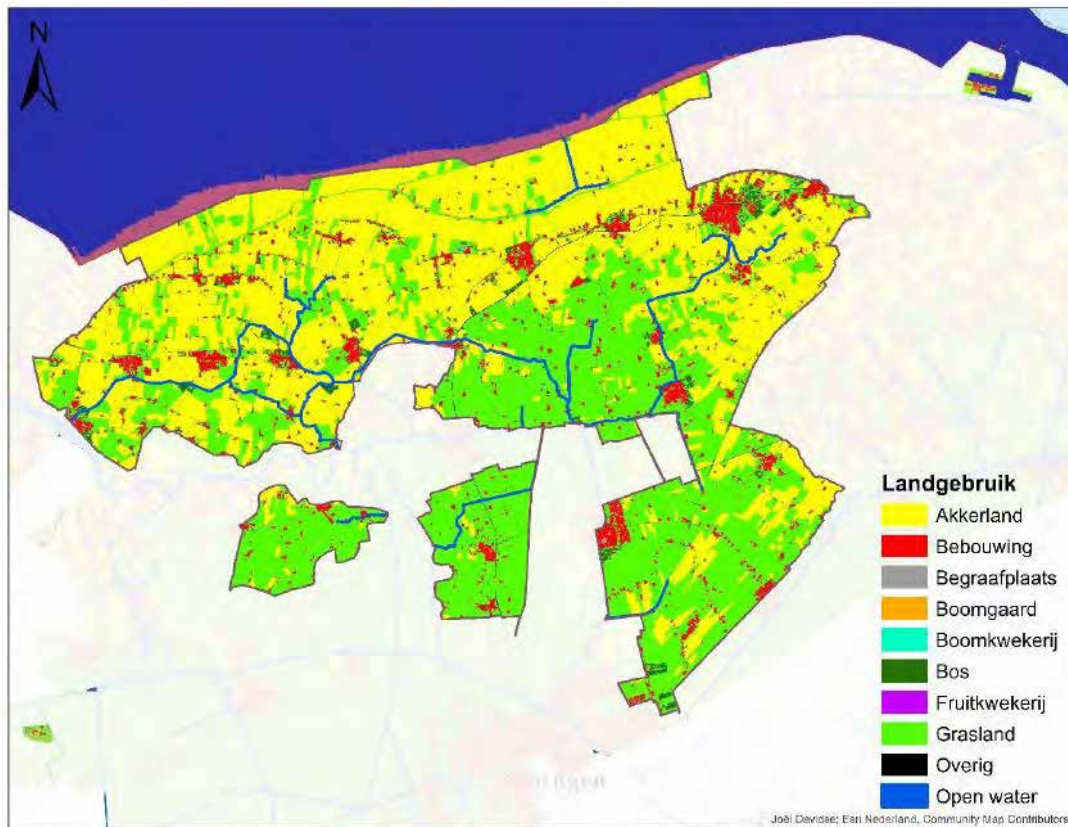 N
Landgebruik
Akkerland
Bebouwing
Begraafplaats
Boomgaard
Boomkwekerij
Bos
Fruitkwekerij
Grasland
Overig
Open water
Joël Davidse; Esri Nederland, Community Map Contributors